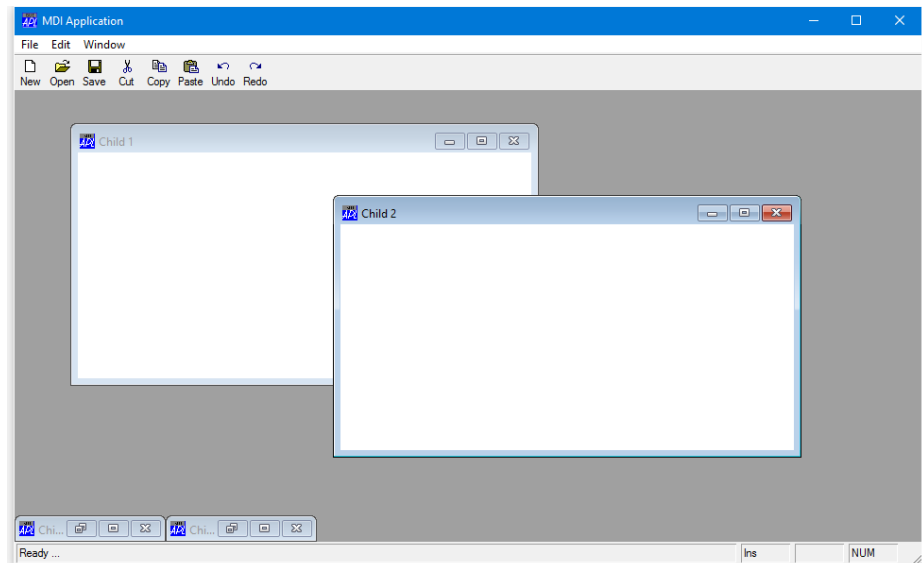 MDI Application
File Edit Window
New Open Save Cut Copy Paste Undo Redo
Child 1
Child 2
Chi... Chi...
Ready ... Ins NUM